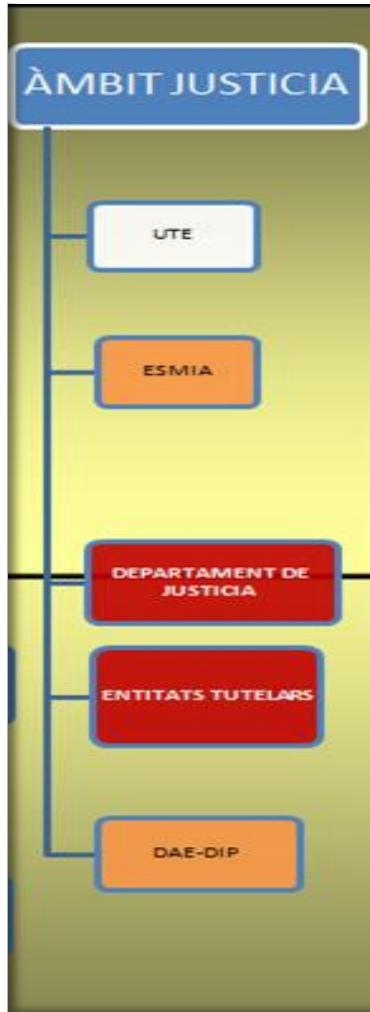 ÀMBIT JUSTICIA
UTE
ESMIA
DEPARTAMENT DE
JUSTICIA
ENTITATS TUTELARS
DAE-DIP